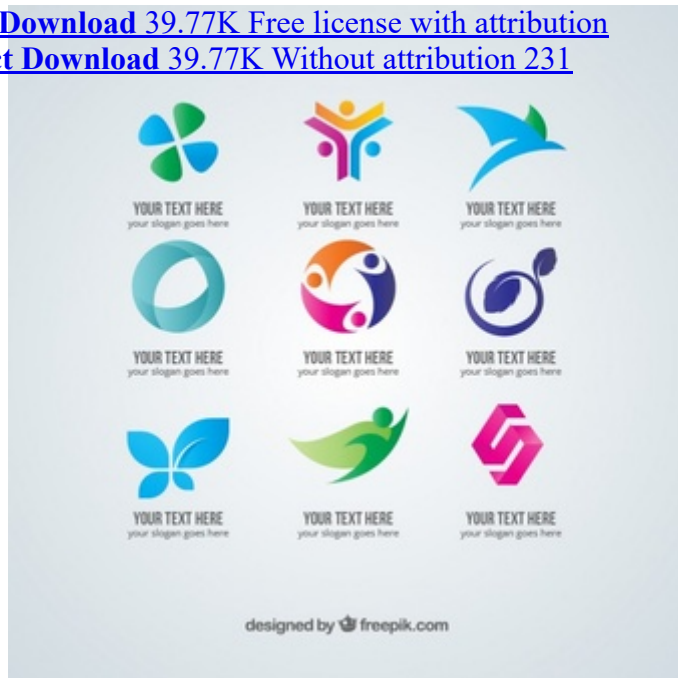 Download 39.77K Free license with attribution
t Download 39.77K Without attribution 231
YOUR TEXT HERE YOUR TEXT HERE YOUR TEXT HERE
your slogan goes here your slogan goes here your slogan goes here
YOUR TEXT HERE YOUR TEXT HERE YOUR TEXT HERE
your slogan goes here your slogan goes here your slogan goes here
YOUR TEXT HERE YOUR TEXT HERE YOUR TEXT HERE
your slogan goes here your slogan goes here your slogan goes here
designed by freepik.com